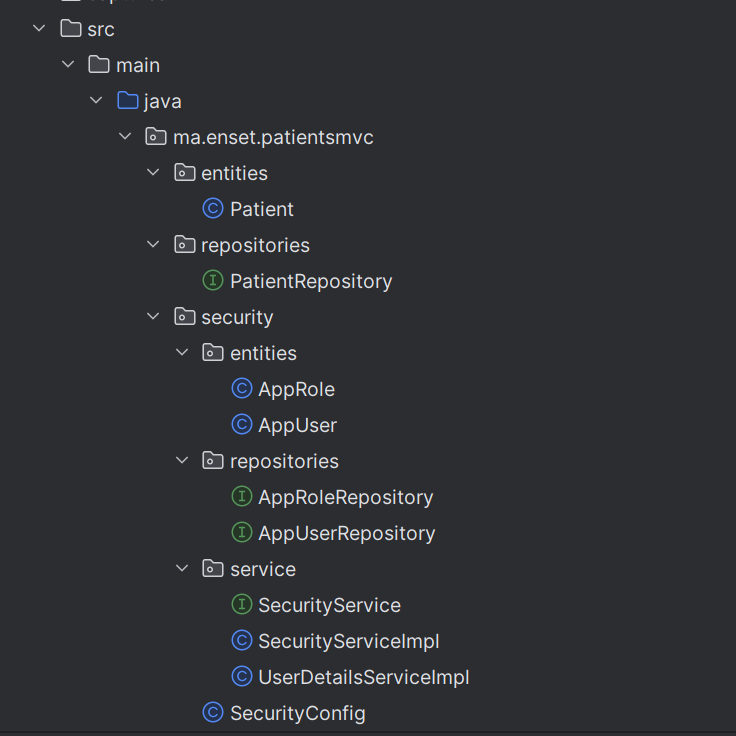 src
main
java
ma.enset.patientsmvc
entities
Patient
repositories
PatientRepository
security
entities
AppRole
AppUser
repositories
AppRoleRepository
AppUserRepository
service
SecurityService
SecurityServiceImpl
UserDetailsServiceImpl
SecurityConfig